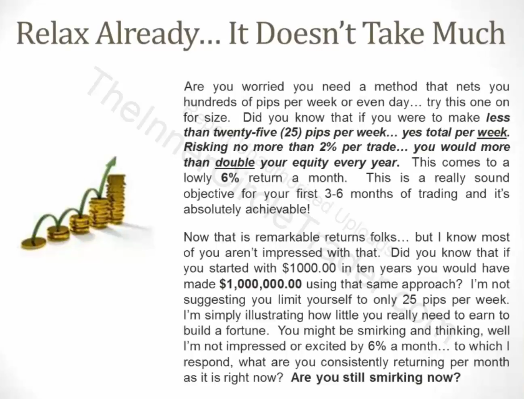 Relax Already... It Doesn't Take Much
Are you worried you need a method that nets you
hundreds of pips per week or even day... try this one on
for size. Did you know that if you were to make less
than twenty-five (25) pips per week... yes total per week.
Risking no more than 2% per trade... you would more
than double your equity every year. This comes to a
lowly 6% return a month. This is a really sound
objective for your first 3-6 months of trading and it's
absolutely achievable!
Now that is remarkable returns folks... but I know most
of you aren't impressed with that. Did you know that if
you started with $1000.00 in ten years you would have
made $1,000,000.00 using that same approach? I'm not
suggesting you limit yourself to only 25 pips per week.
I'm simply illustrating how little you really need to earn to
build a fortune. You might be smirking and thinking, well
I'm not impressed or excited by 6% a month... to which I
respond, what are you consistently returning per month
as it is right now? Are you still smirking now?